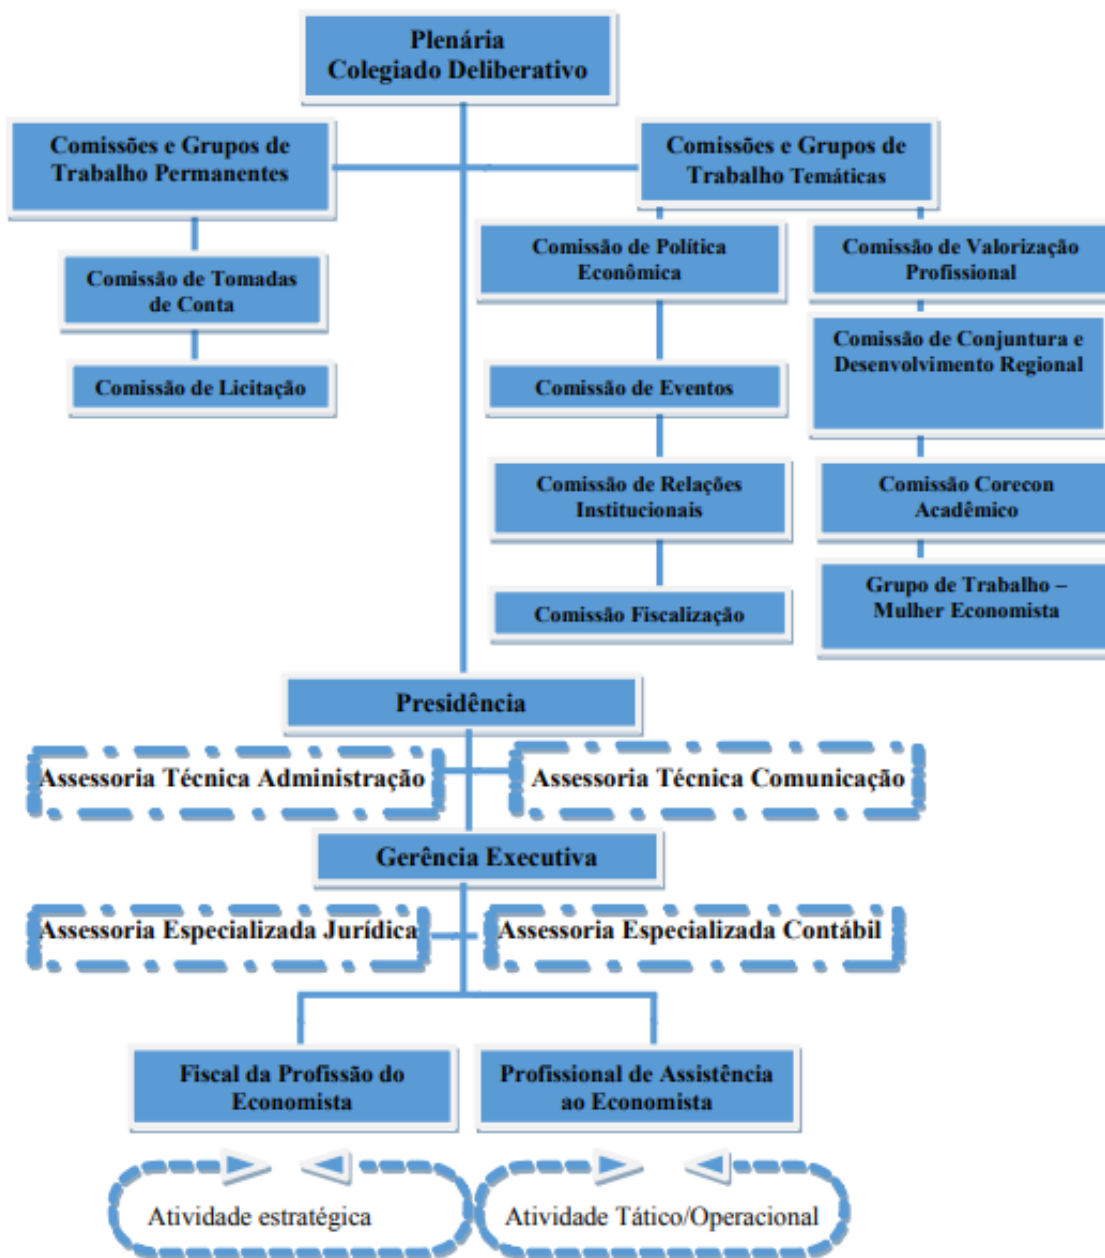 Plenária
Colegiado Deliberativo
Comissões e Grupos de
Trabalho Permanentes
Comissões e Grupos de
Trabalho Temáticas
Comissão de Tomadas
de Conta
Comissão de Licitação
Comissão de Política
Econômica
Comissão de Eventos
Comissão de Relações
Institucionais
Comissão Fiscalização
Comissão de Valorização
Profissional
Comissão de Conjuntura e
Desenvolvimento Regional
Comissão Corecon
Acadêmico
Grupo de Trabalho –
Mulher Economista
Presidência
Assessoria Técnica Administração
Assessoria Técnica Comunicação
Gerência Executiva
Assessoria Especializada Jurídica
Assessoria Especializada Contábil
Fiscal da Profissão do
Economista
Profissional de Assistência
ao Economista
Atividade estratégica
Atividade Tático/Operacional